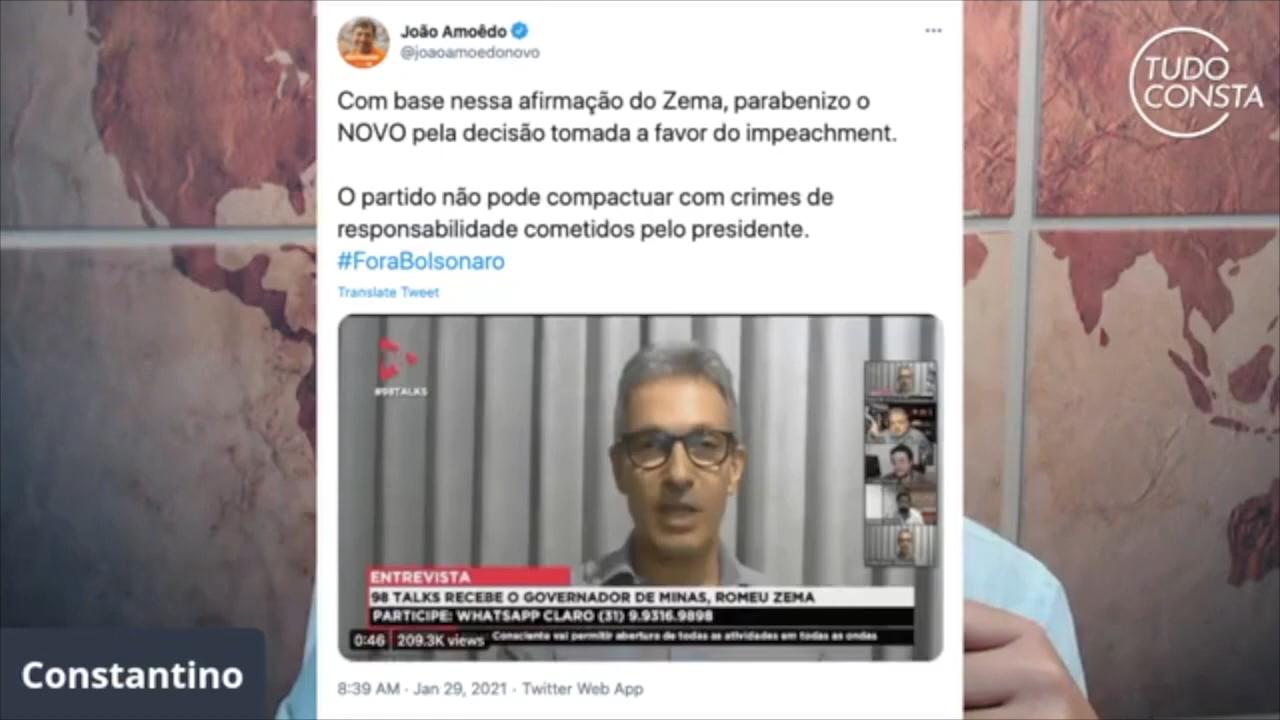 João Amoêdo
@joaoamoedonovo
TUDO
CONSTA
Com base nessa afirmação do Zema, parabenizo o
NOVO pela decisão tomada a favor do impeachment.
O partido não pode compactuar com crimes de
responsabilidade cometidos pelo presidente.
#ForaBolsonaro
Translate Tweet
#98TALKS
ENTREVISTA
98 TALKS RECEBE O GOVERNADOR DE MINAS, ROMEU ZEMA
PARTICIPE: WHATSAPP CLARO (31) 9.9316.9898
0:46 209.3K views Consciente vai permitir abertura de todas as atividades em todas as ondas
Constantino
8:39 AM · Jan 29, 2021 · Twitter Web App